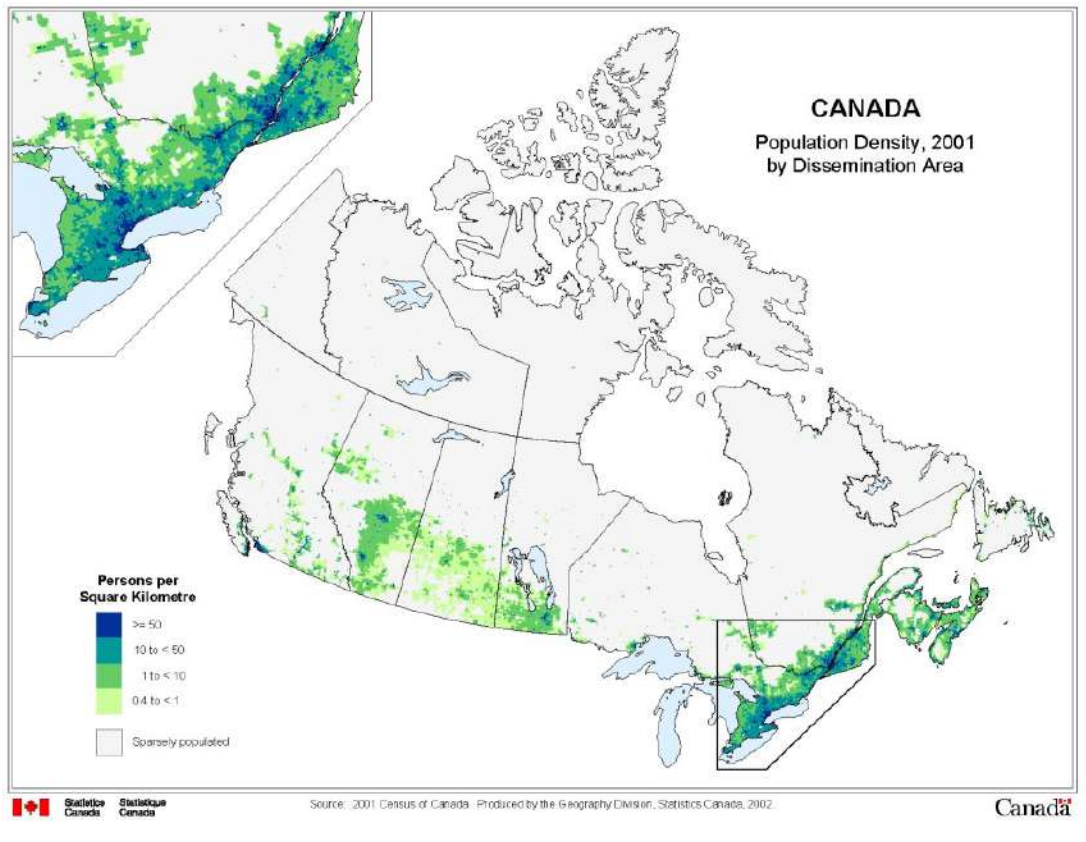 CANADA
Population Density, 2001
by Dissemination Area
Persons per
Square Kilometre
>= 50
10 to < 50
1 to < 10
0.4 to < 1
Sparsely populated
Statistics
Canada
Statistique
Canada
Source: 2001 Census of Canada. Produced by the Geography Division, Statistics Canada, 2002.
Canada